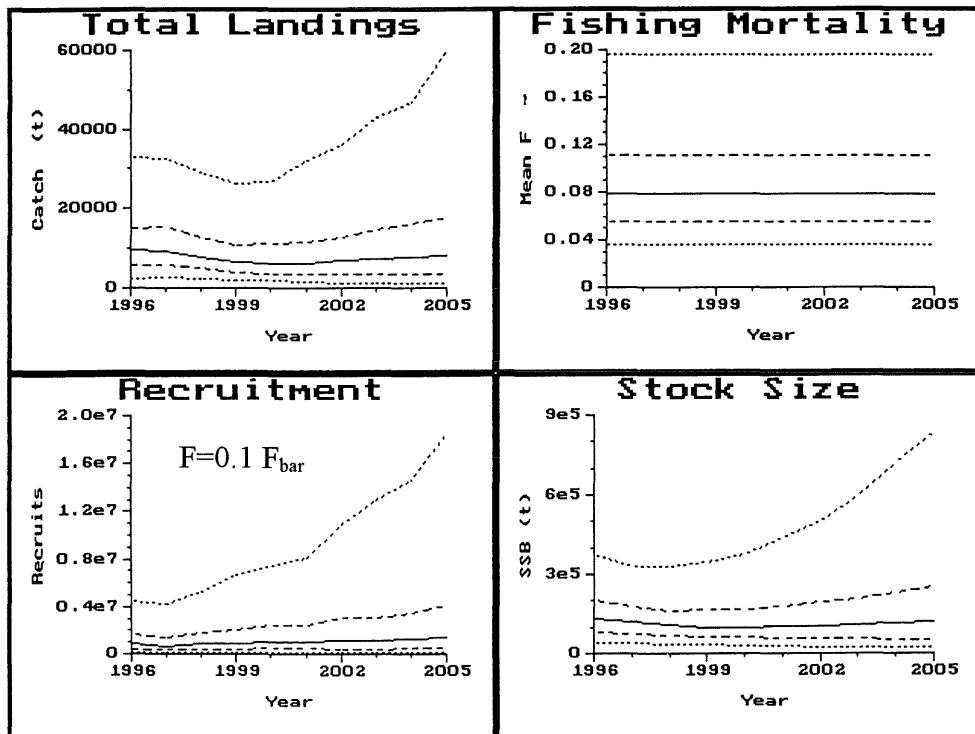 Total Landings
60000
40000
20000
0
Catch (t)
1996
1999
2002
2005
Year
Fishing Mortality
0.20
0.16
0.12
0.08
0.04
0
Mean F ~
1996
1999
2002
2005
Year
Recruitment
2.0e7
1.6e7
1.2e7
0.8e7
0.4e7
0
Recruits
F=0.1 Fbar
1996
1999
2002
2005
Year
Stock Size
9e5
6e5
3e5
0
SSB (t)
1996
1999
2002
2005
Year